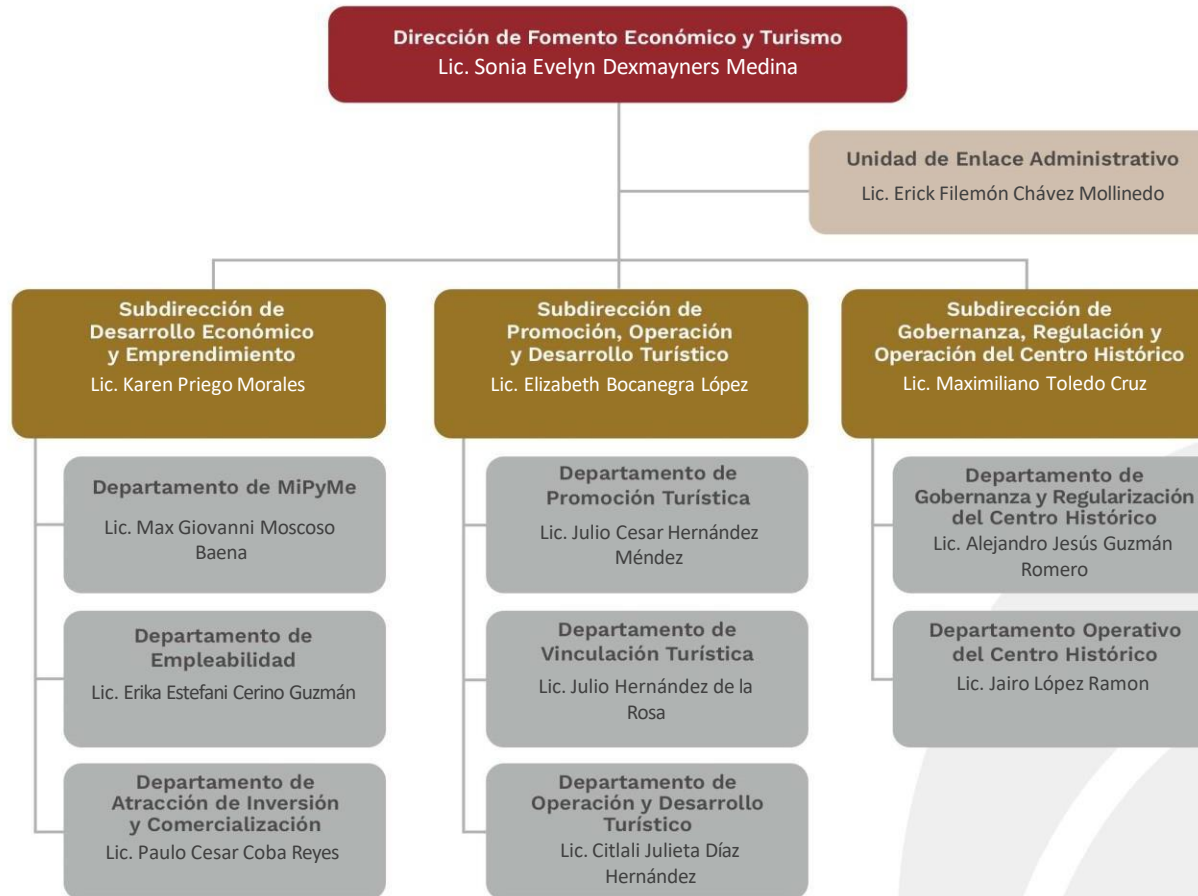 Dirección de Fomento Económico y Turismo
Lic. Sonia Evelyn Dexmayners Medina
Unidad de Enlace Administrativo
Lic. Erick Filemón Chávez Mollinedo
Subdirección de
Desarrollo Económico
y Emprendimiento
Lic. Karen Priego Morales
Departamento de MiPyMe
Lic. Max Giovanni Moscoso
Baena
Departamento de
Empleabilidad
Lic. Erika Estefani Cerino Guzmán
Departamento de
Atracción de Inversión
y Comercialización
Lic. Paulo Cesar Coba Reyes
Subdirección de
Promoción, Operación
y Desarrollo Turístico
Lic. Elizabeth Bocanegra López
Departamento de
Promoción Turística
Lic. Julio Cesar Hernández
Méndez
Departamento de
Vinculación Turística
Lic. Julio Hernández de la
Rosa
Departamento de
Operación y Desarrollo
Turístico
Lic. Citlali Julieta Díaz
Hernández
Subdirección de
Gobernanza, Regulación y
Operación del Centro Histórico
Lic. Maximiliano Toledo Cruz
Departamento de
Gobernanza y Regularización
del Centro Histórico
Lic. Alejandro Jesús Guzmán
Romero
Departamento Operativo
del Centro Histórico
Lic. Jairo López Ramon